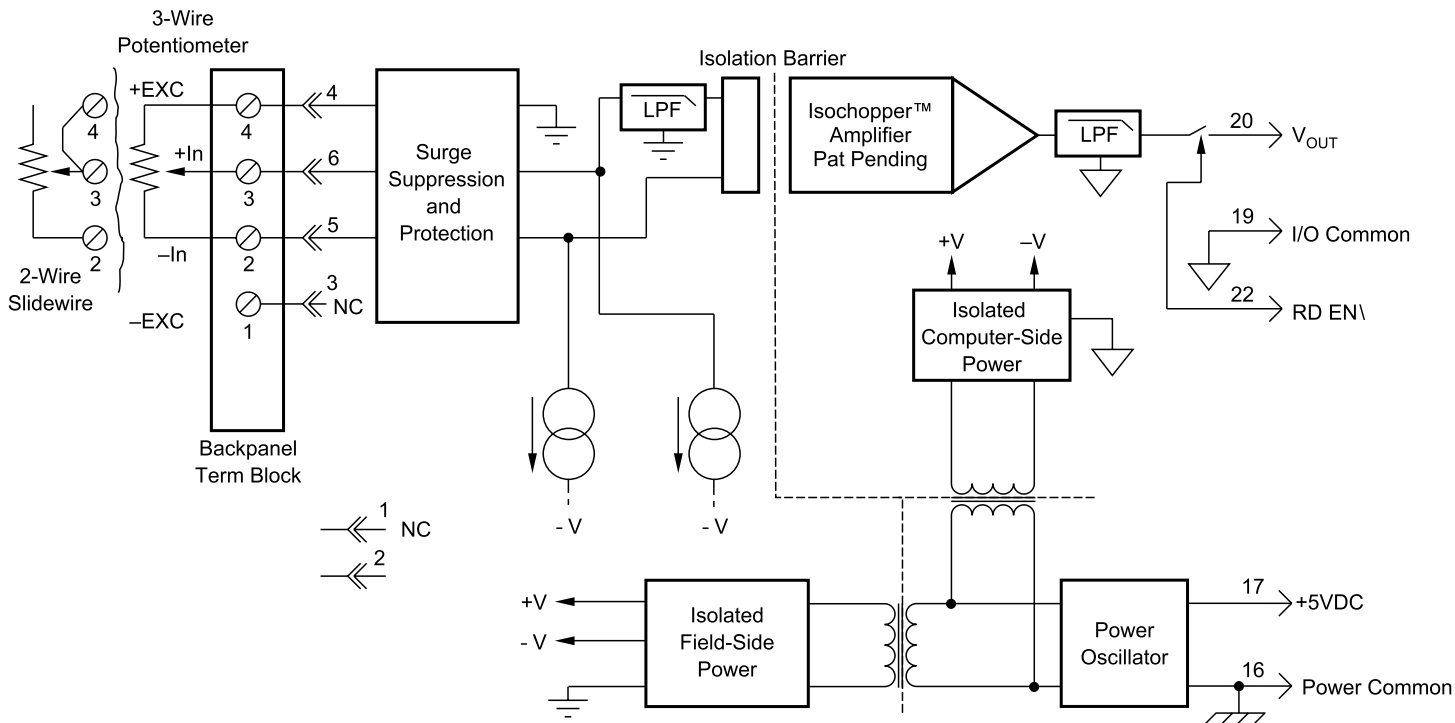 3-Wire
Potentiometer
+EXC
4
4
4
+In
3
3
6
–In
2
2
5
–EXC
1
3
NC
2-Wire
Slidewire
Backpanel
Term Block
Surge
Suppression
and
Protection
LPF
Isolation Barrier
Isochopper™
Amplifier
Pat Pending
LPF
20
VOUT
19
I/O Common
22
RD EN\
+V
–V
Isolated
Computer-Side
Power
- V
- V
1
NC
2
+V
- V
Isolated
Field-Side
Power
Power
Oscillator
17
+5VDC
16
Power Common